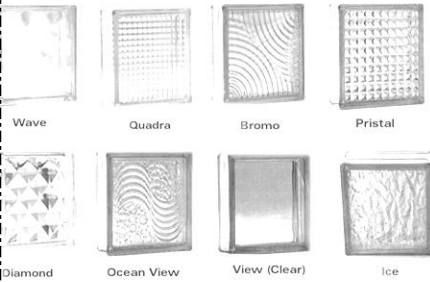 Wave
Quadra
Bromo
Pristal
Diamond
Ocean View
View (Clear)
Ice